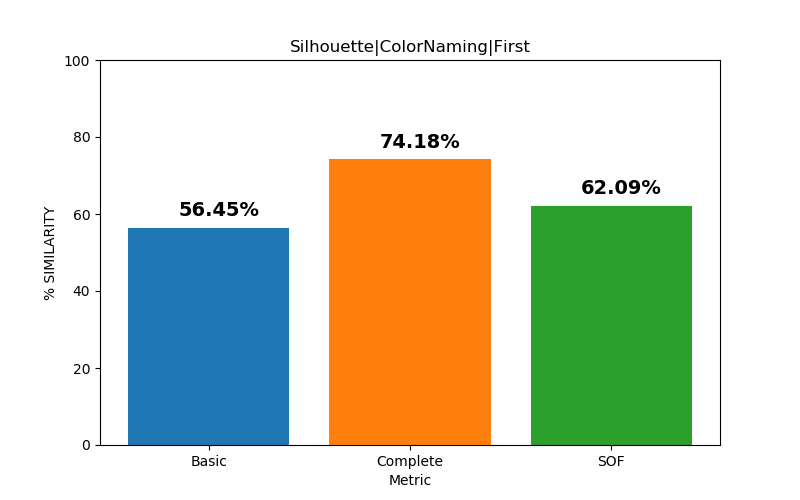 Silhouette|ColorNaming|First
100
80
60
40
20
0
% SIMILARITY
56.45%
74.18%
62.09%
Basic
Complete
SOF
Metric